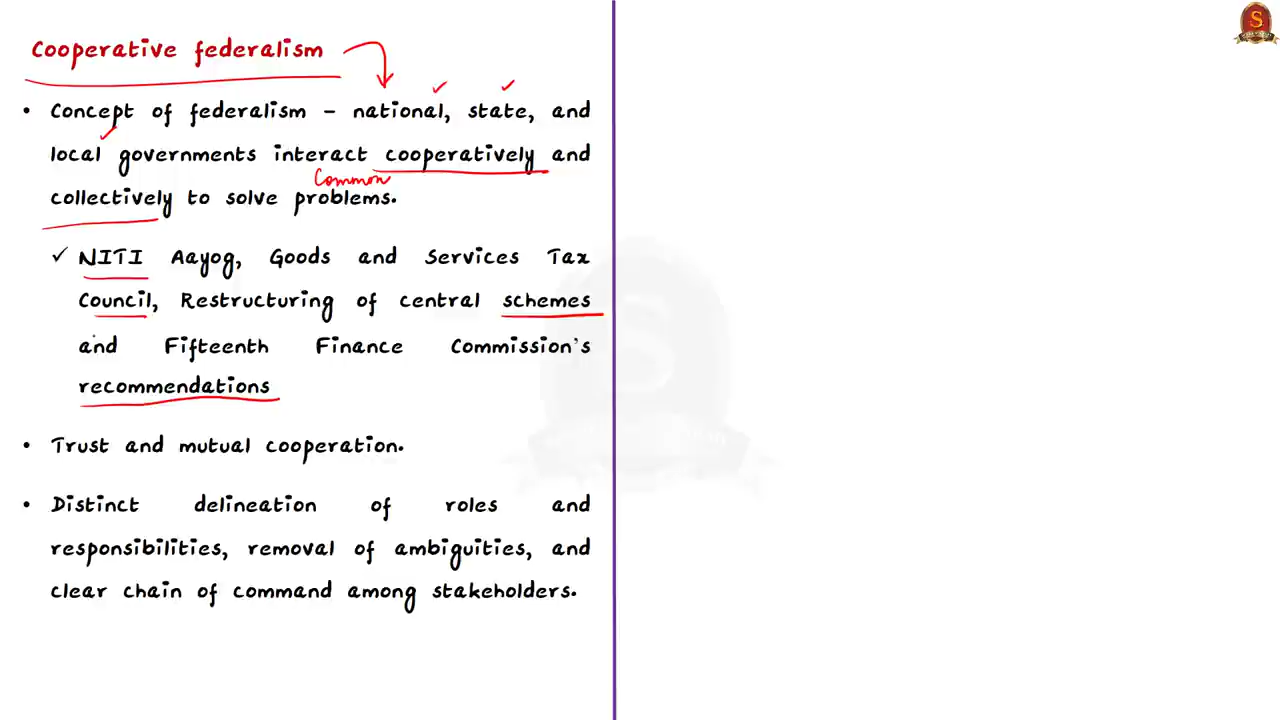 Cooperative federalism
• Concept of federalism – national, state, and
local governments interact cooperatively and
Common
collectively to solve problems.
✓ NITI Aayog, Goods and Services Tax
Council, Restructuring of central schemes
and Fifteenth Finance Commission's
recommendations
• Trust and mutual cooperation.
• Distinct delineation of roles and
responsibilities, removal of ambiguities, and
clear chain of command among stakeholders.
S